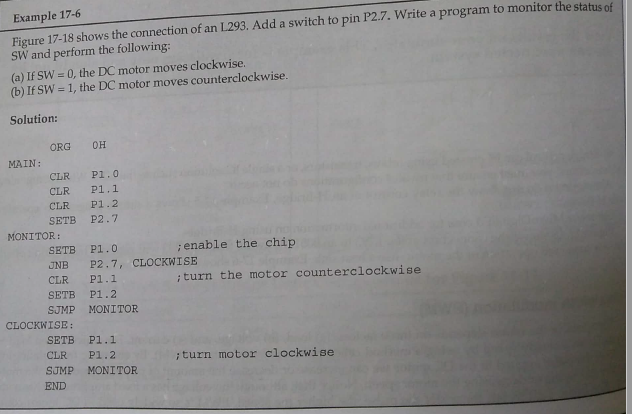 Example 17-6
Figure 17-18 shows the connection of an L293. Add a switch to pin P2.7. Write a program to monitor the status of
SW and perform the following:
(a) If SW = 0, the DC motor moves clockwise.
(b) If SW = 1, the DC motor moves counterclockwise.
Solution:
ORG 0H
MAIN:
CLR P1.0
CLR P1.1
CLR P1.2
SETB P2.7
MONITOR:
SETB P1.0 ;enable the chip
JNB P2.7, CLOCKWISE
CLR P1.1 ;turn the motor counterclockwise
SETB P1.2
SJMP MONITOR
CLOCKWISE:
SETB P1.1
CLR P1.2 ;turn motor clockwise
SJMP MONITOR
END